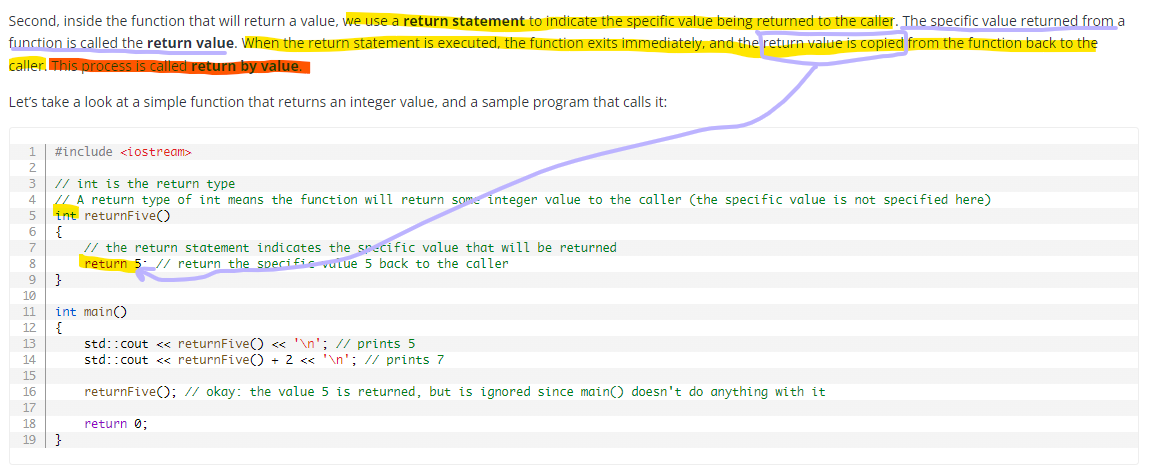 Second, inside the function that will return a value, we use a return statement to indicate the specific value being returned to the caller. The specific value returned from a
function is called the return value. When the return statement is executed, the function exits immediately, and the return value is copied from the function back to the
caller. This process is called return by value.
Let's take a look at a simple function that returns an integer value, and a sample program that calls it:
1 #include <iostream>
2
3 // int is the return type
4 // A return type of int means the function will return some integer value to the caller (the specific value is not specified here)
5 int returnFive()
6 {
7 // the return statement indicates the specific value that will be returned
8 return 5; // return the specific value 5 back to the caller
9 }
10
11 int main()
12 {
13 std::cout << returnFive() << '\n'; // prints 5
14 std::cout << returnFive() + 2 << '\n'; // prints 7
15
16 returnFive(); // okay: the value 5 is returned, but is ignored since main() doesn't do anything with it
17
18 return 0;
19 }